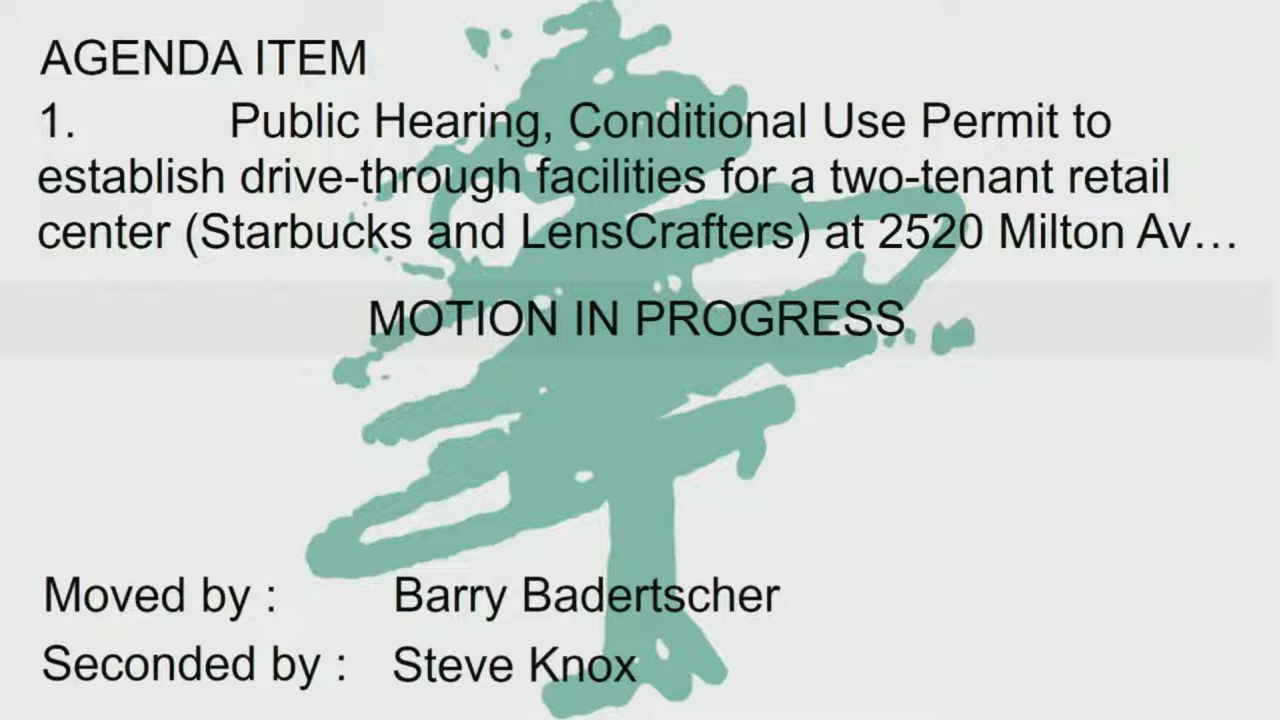 AGENDA ITEM
1. Public Hearing, Conditional Use Permit to
establish drive-through facilities for a two-tenant retail
center (Starbucks and LensCrafters) at 2520 Milton Av…
MOTION IN PROGRESS
Moved by : Barry Badertscher
Seconded by : Steve Knox